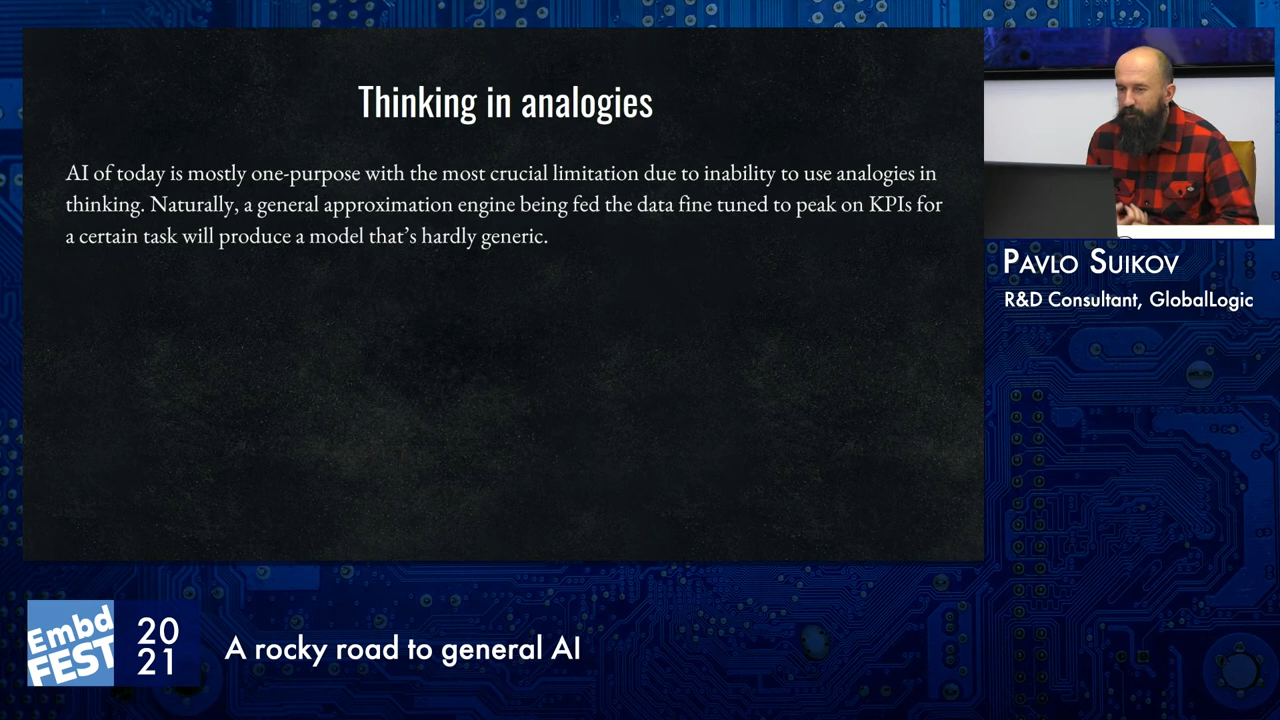 Thinking in analogies
AI of today is mostly one-purpose with the most crucial limitation due to inability to use analogies in
thinking. Naturally, a general approximation engine being fed the data fine tuned to peak on KPIs for
a certain task will produce a model that’s hardly generic.
Pavlo Suikov
R&D Consultant, GlobalLogic
Embd
FEST
20
21
A rocky road to general AI